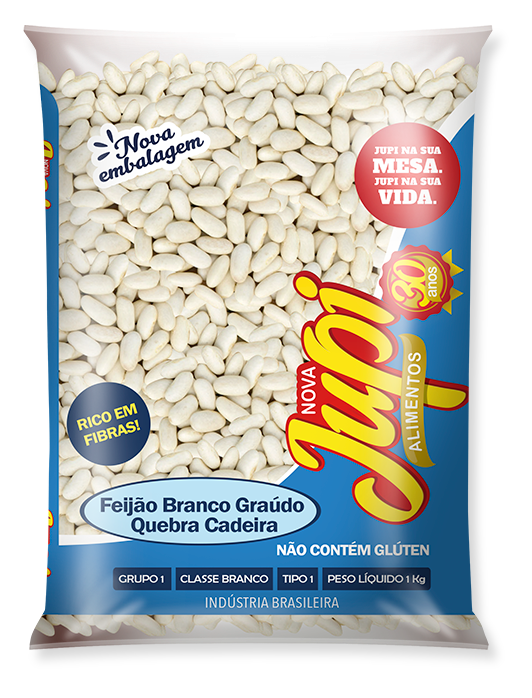 Nova
embalagem
JUPI NA SUA
MESA.
JUPI NA SUA
VIDA.
30
anos
NOVA
Jupi
ALIMENTOS
RICO EM
FIBRAS!
Feijão Branco Graúdo
Quebra Cadeira
NÃO CONTÉM GLÚTEN
GRUPO 1 CLASSE BRANCO TIPO 1 PESO LÍQUIDO 1 Kg
INDÚSTRIA BRASILEIRA